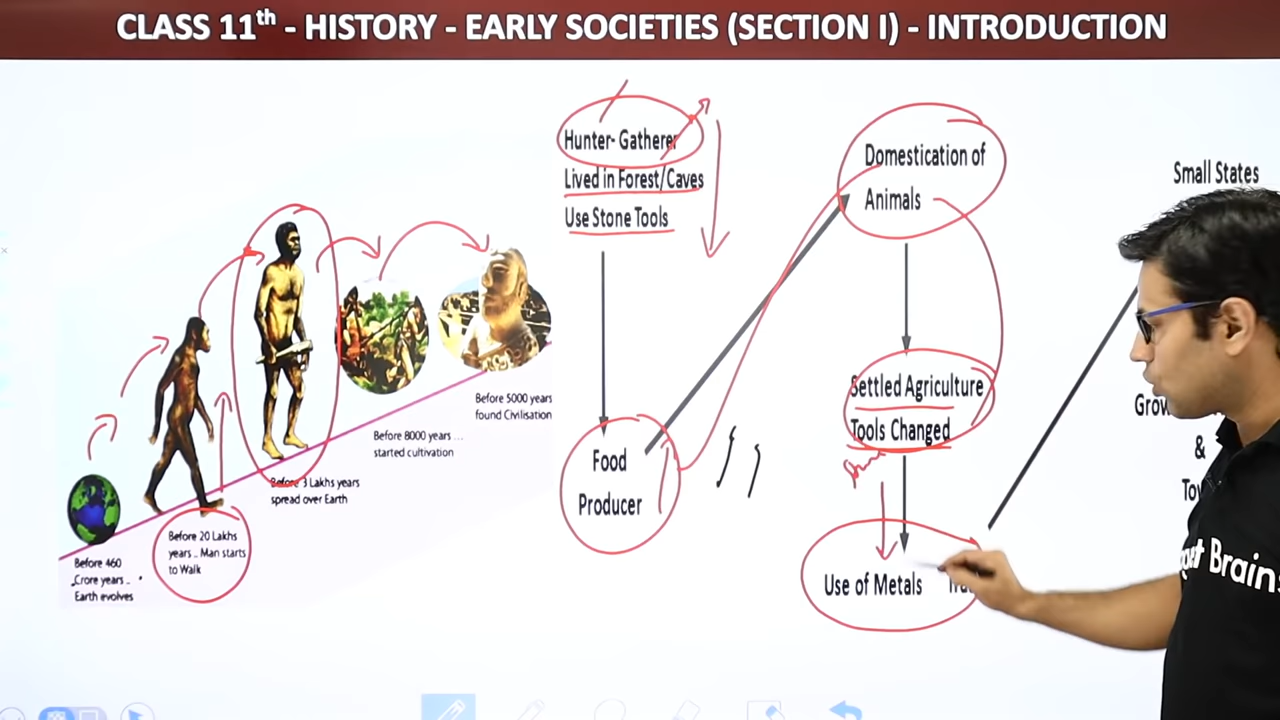 CLASS 11th - HISTORY - EARLY SOCIETIES (SECTION I) - INTRODUCTION
Hunter- Gatherer
Lived in Forest/Caves
Use Stone Tools
Food
Producer
Domestication of
Animals
Settled Agriculture
Tools Changed
Use of Metals
Small States
&
Before 460
Crore years ..
Earth evolves
Before 20 Lakhs
years .. Man starts
to Walk
Before 3 Lakhs years
spread over Earth
Before 8000 years ...
started cultivation
Before 5000 years
found Civilisation
Brain